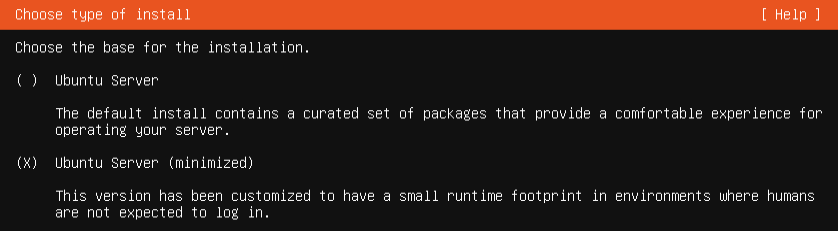 Choose type of install [ Help ]
Choose the base for the installation.
( ) Ubuntu Server
The default install contains a curated set of packages that provide a comfortable experience for
operating your server.
(X) Ubuntu Server (minimized)
This version has been customized to have a small runtime footprint in environments where humans
are not expected to log in.